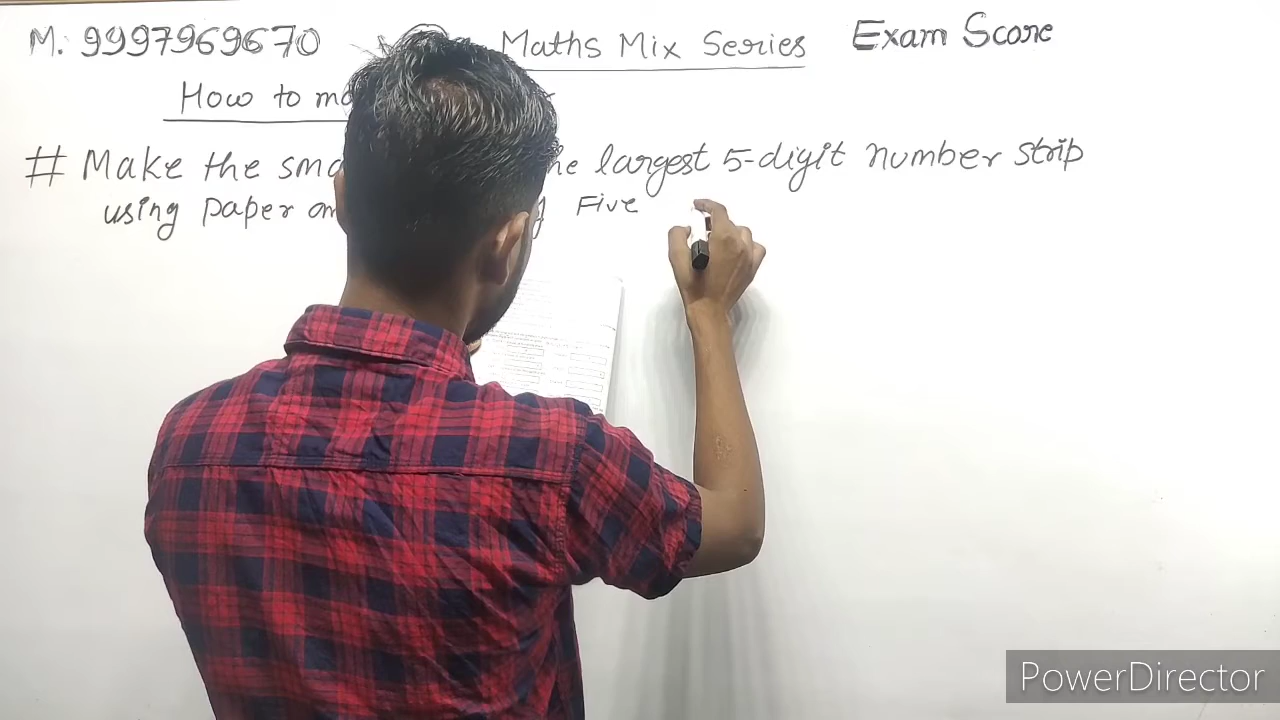 M. 9997969670 Maths Mix Series Exam Score
How to
# Make the largest 5-digit number strip
using paper Five
PowerDirector